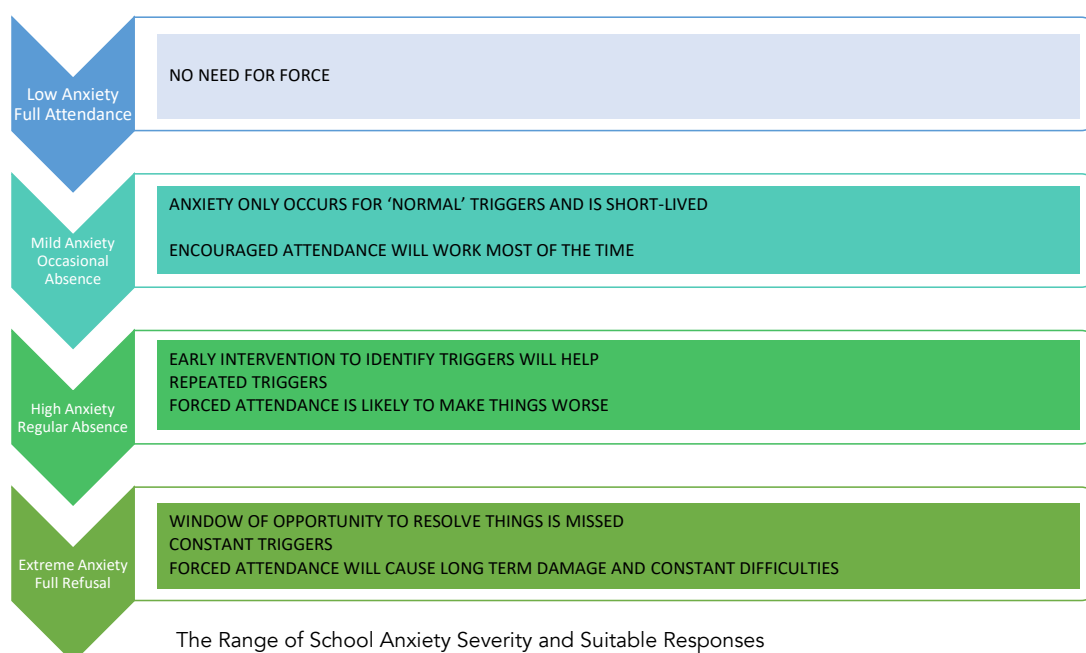 Low Anxiety
Full Attendance
NO NEED FOR FORCE
Mild Anxiety
Occasional
Absence
ANXIETY ONLY OCCURS FOR ‘NORMAL’ TRIGGERS AND IS SHORT-LIVED
ENCOURAGED ATTENDANCE WILL WORK MOST OF THE TIME
High Anxiety
Regular Absence
EARLY INTERVENTION TO IDENTIFY TRIGGERS WILL HELP
REPEATED TRIGGERS
FORCED ATTENDANCE IS LIKELY TO MAKE THINGS WORSE
Extreme Anxiety
Full Refusal
WINDOW OF OPPORTUNITY TO RESOLVE THINGS IS MISSED
CONSTANT TRIGGERS
FORCED ATTENDANCE WILL CAUSE LONG TERM DAMAGE AND CONSTANT DIFFICULTIES
The Range of School Anxiety Severity and Suitable Responses